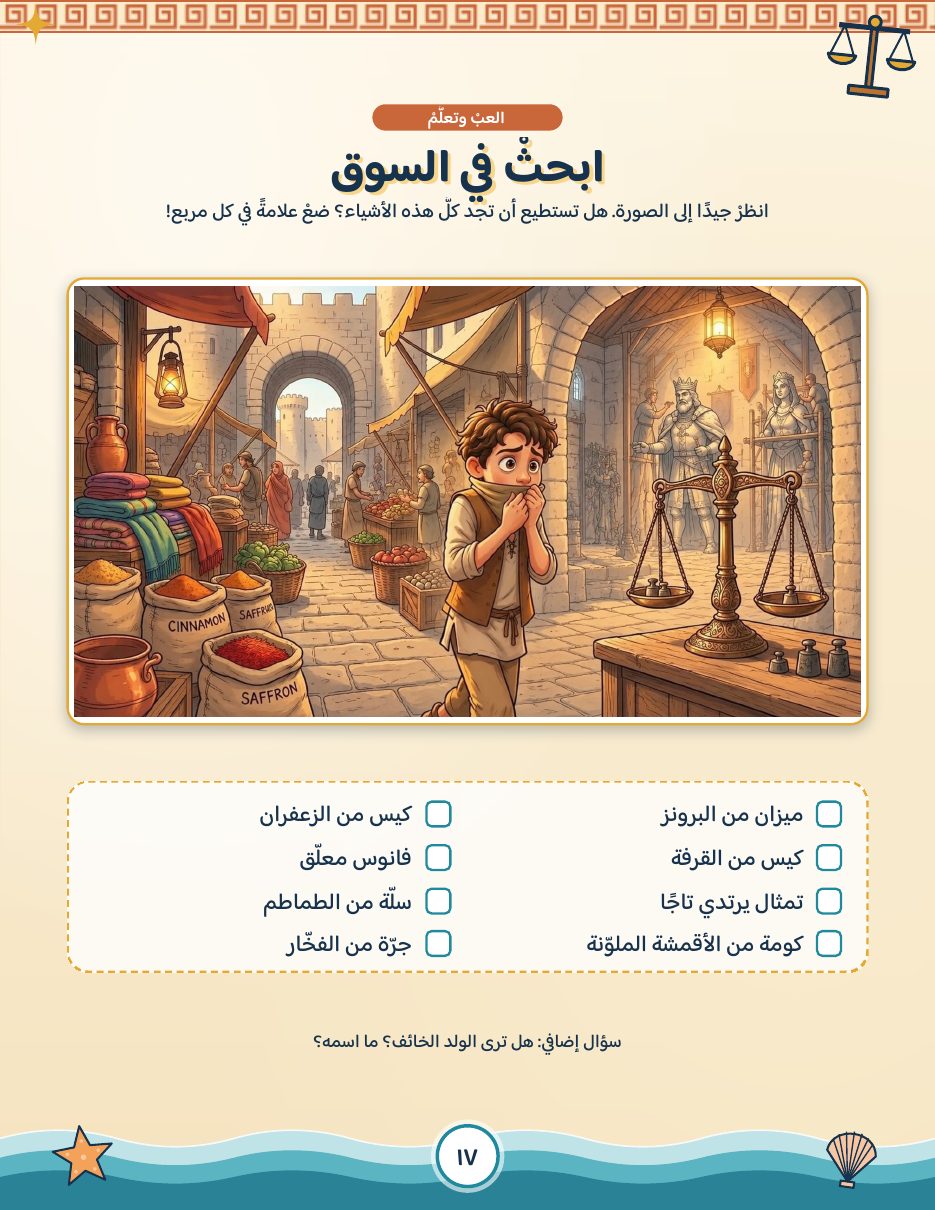 العبْ وتعلّمْ
ابحثْ في السوق
انظرْ جيدًا إلى الصورة. هل تستطيع أن تجد كلّ هذه الأشياء؟ ضعْ علامةً في كل مربع!
CINNAMON
SAFFRUS
SAFFRON
ميزان من البرونز
كيس من الزعفران
كيس من القرفة
فانوس معلّق
تمثال يرتدي تاجًا
سلّة من الطماطم
كومة من الأقمشة الملوّنة
جرّة من الفخّار
سؤال إضافي: هل ترى الولد الخائف؟ ما اسمه؟
١٧